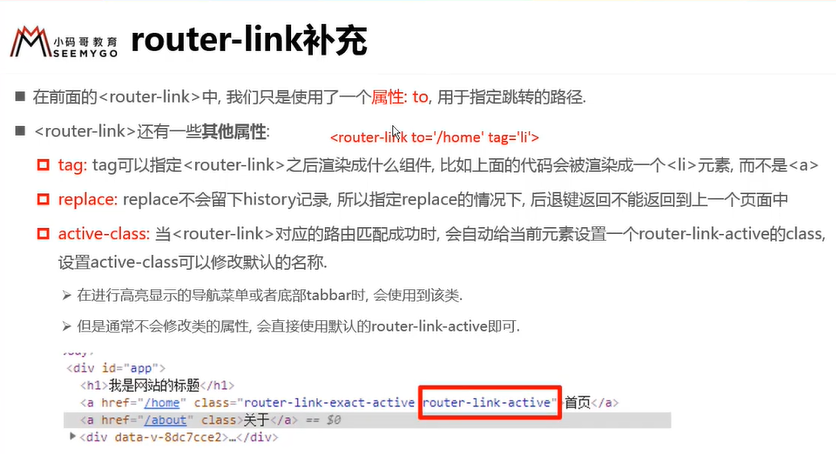 小码哥教育
SEEMYGO
router-link补充
在前面的<router-link>中, 我们只是使用了一个属性: to, 用于指定跳转的路径.
<router-link>还有一些其他属性:
<router-link to='/home' tag='li'>
tag: tag可以指定<router-link>之后渲染成什么组件, 比如上面的代码会被渲染成一个<li>元素, 而不是<a>
replace: replace不会留下history记录, 所以指定replace的情况下, 后退键返回不能返回到上一个页面中
active-class: 当<router-link>对应的路由匹配成功时, 会自动给当前元素设置一个router-link-active的class,
设置active-class可以修改默认的名称.
在进行高亮显示的导航菜单或者底部tabbar时, 会使用到该类.
但是通常不会修改类的属性, 会直接使用默认的router-link-active即可.
<div id="app">
<h1>我是网站的标题</h1>
<a href="/home" class="router-link-exact-active router-link-active">首页</a>
<a href="/about" class>关于</a> == $0
<div data-v-8dc7cce2>…</div>